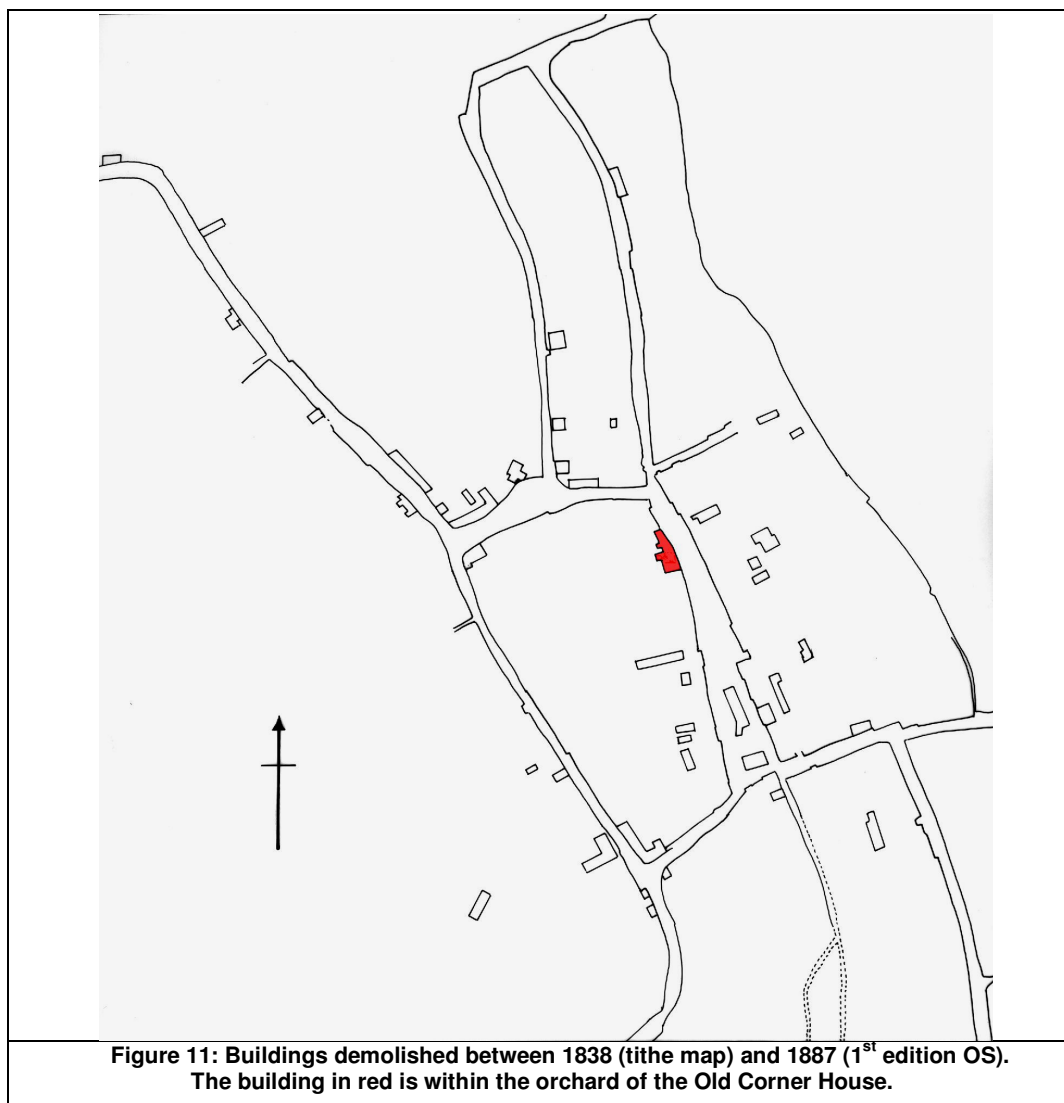 Figure 11: Buildings demolished between 1838 (tithe map) and 1887 (1st edition OS).
The building in red is within the orchard of the Old Corner House.